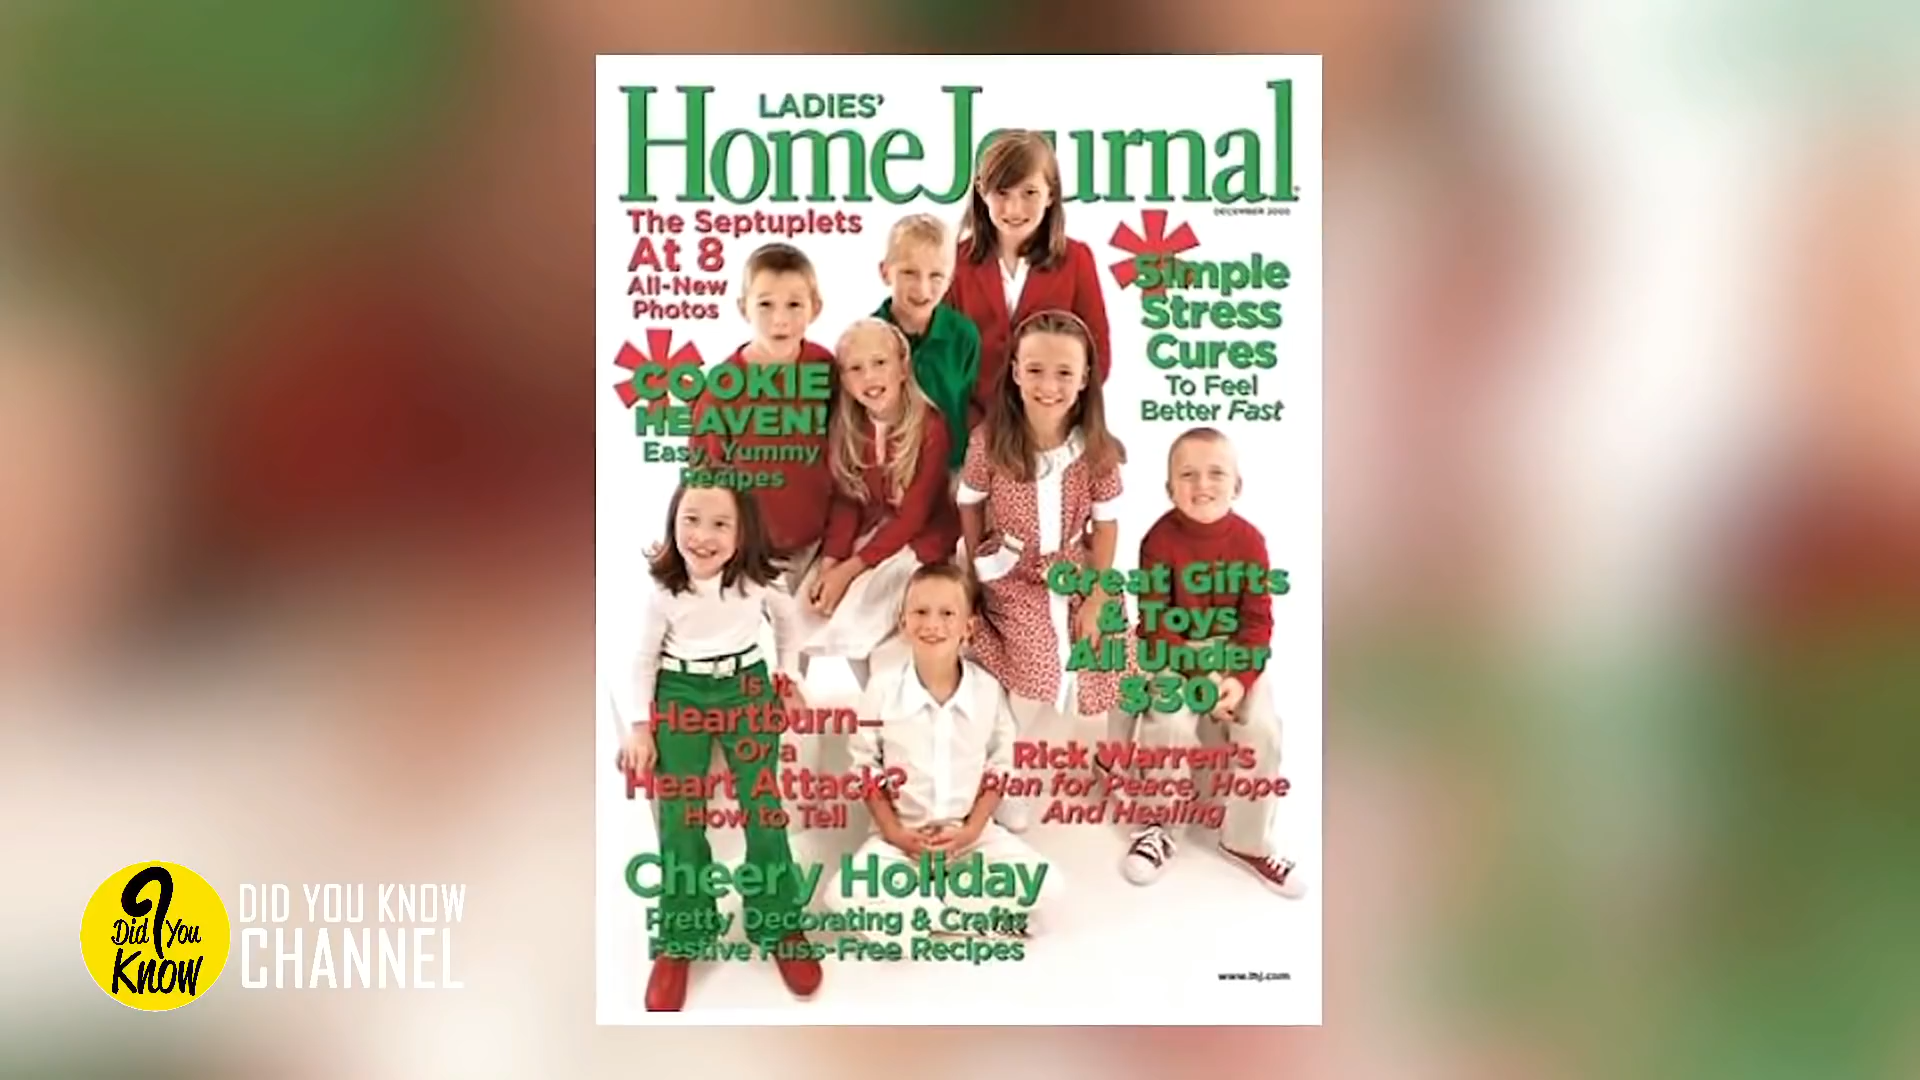 LADIES'
Home Journal
DECEMBER 2005
The Septuplets
At 8
All-New
Photos
COOKIE
HEAVEN!
Easy, Yummy
Recipes
Simple
Stress
Cures
To Feel
Better Fast
Great Gifts
& Toys
All Under
$30
Is It
Heartburn—
Or a
Heart Attack?
How to Tell
Rick Warren's
Plan for Peace, Hope
And Healing
Cheery Holiday
Pretty Decorating & Crafts
Festive Fuss-Free Recipes
www.lhj.com
Did You
Know
DID YOU KNOW
CHANNEL